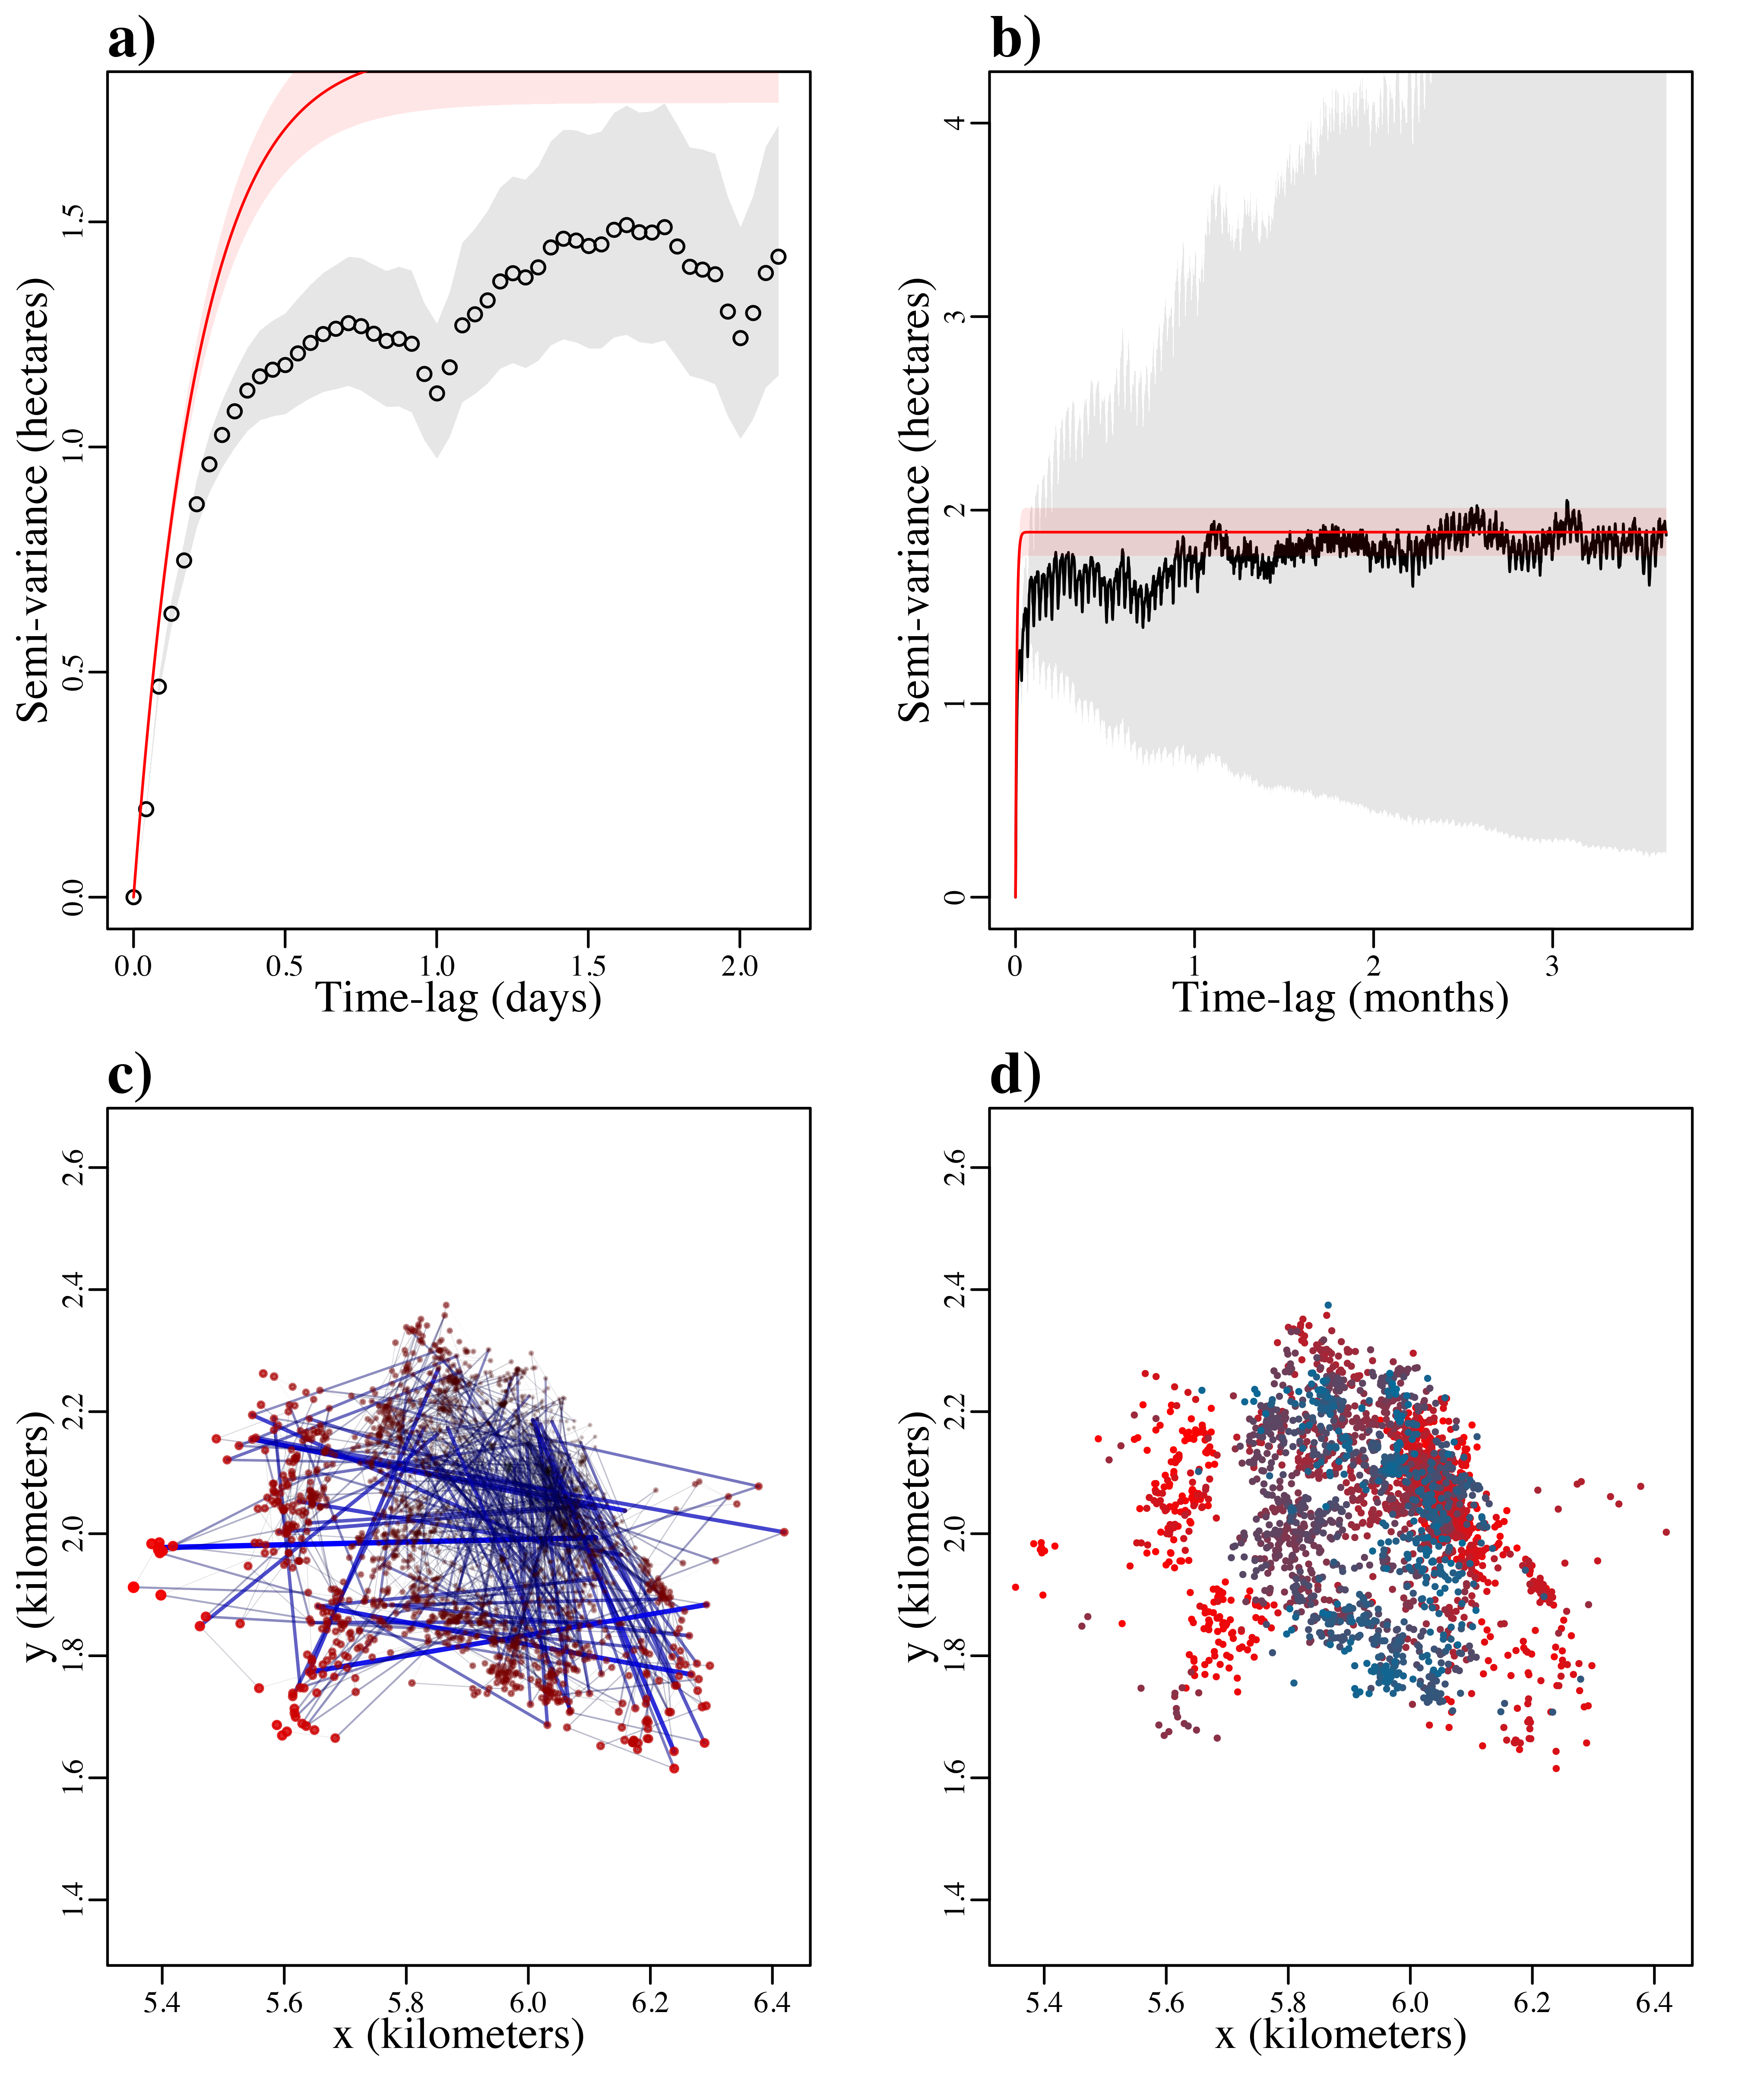 a)
Semi-variance (hectares)
0.0 0.5 1.0 1.5
0.0 0.5 1.0 1.5 2.0
Time-lag (days)
b)
Semi-variance (hectares)
0 1 2 3 4
0 1 2 3
Time-lag (months)
c)
y (kilometers)
1.4 1.6 1.8 2.0 2.2 2.4 2.6
5.4 5.6 5.8 6.0 6.2 6.4
x (kilometers)
d)
y (kilometers)
1.4 1.6 1.8 2.0 2.2 2.4 2.6
5.4 5.6 5.8 6.0 6.2 6.4
x (kilometers)